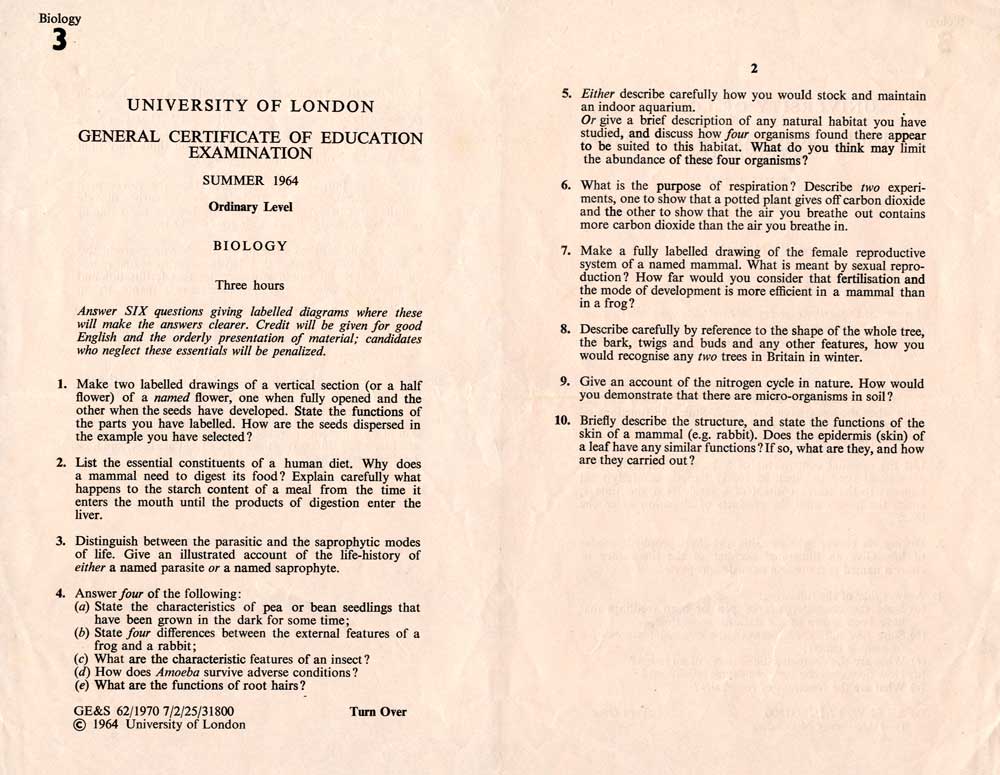 Biology
3
UNIVERSITY OF LONDON
GENERAL CERTIFICATE OF EDUCATION
EXAMINATION
SUMMER 1964
Ordinary Level
BIOLOGY
Three hours
Answer SIX questions giving labelled diagrams where these
will make the answers clearer. Credit will be given for good
English and the orderly presentation of material; candidates
who neglect these essentials will be penalized.
1. Make two labelled drawings of a vertical section (or a half
flower) of a named flower, one when fully opened and the
other when the seeds have developed. State the functions of
the parts you have labelled. How are the seeds dispersed in
the example you have selected?
2. List the essential constituents of a human diet. Why does
a mammal need to digest its food? Explain carefully what
happens to the starch content of a meal from the time it
enters the mouth until the products of digestion enter the
liver.
3. Distinguish between the parasitic and the saprophytic modes
of life. Give an illustrated account of the life-history of
either a named parasite or a named saprophyte.
4. Answer four of the following:
(a) State the characteristics of pea or bean seedlings that
have been grown in the dark for some time;
(b) State four differences between the external features of a
frog and a rabbit;
(c) What are the characteristic features of an insect?
(d) How does Amoeba survive adverse conditions?
(e) What are the functions of root hairs?
GE&S 62/1970 7/2/25/31800 Turn Over
© 1964 University of London
2
5. Either describe carefully how you would stock and maintain
an indoor aquarium.
Or give a brief description of any natural habitat you have
studied, and discuss how four organisms found there appear
to be suited to this habitat. What do you think may limit
the abundance of these four organisms?
6. What is the purpose of respiration? Describe two experi-
ments, one to show that a potted plant gives off carbon dioxide
and the other to show that the air you breathe out contains
more carbon dioxide than the air you breathe in.
7. Make a fully labelled drawing of the female reproductive
system of a named mammal. What is meant by sexual repro-
duction? How far would you consider that fertilisation and
the mode of development is more efficient in a mammal than
in a frog?
8. Describe carefully by reference to the shape of the whole tree,
the bark, twigs and buds and any other features, how you
would recognise any two trees in Britain in winter.
9. Give an account of the nitrogen cycle in nature. How would
you demonstrate that there are micro-organisms in soil?
10. Briefly describe the structure, and state the functions of the
skin of a mammal (e.g. rabbit). Does the epidermis (skin) of
a leaf have any similar functions? If so, what are they, and how
are they carried out?